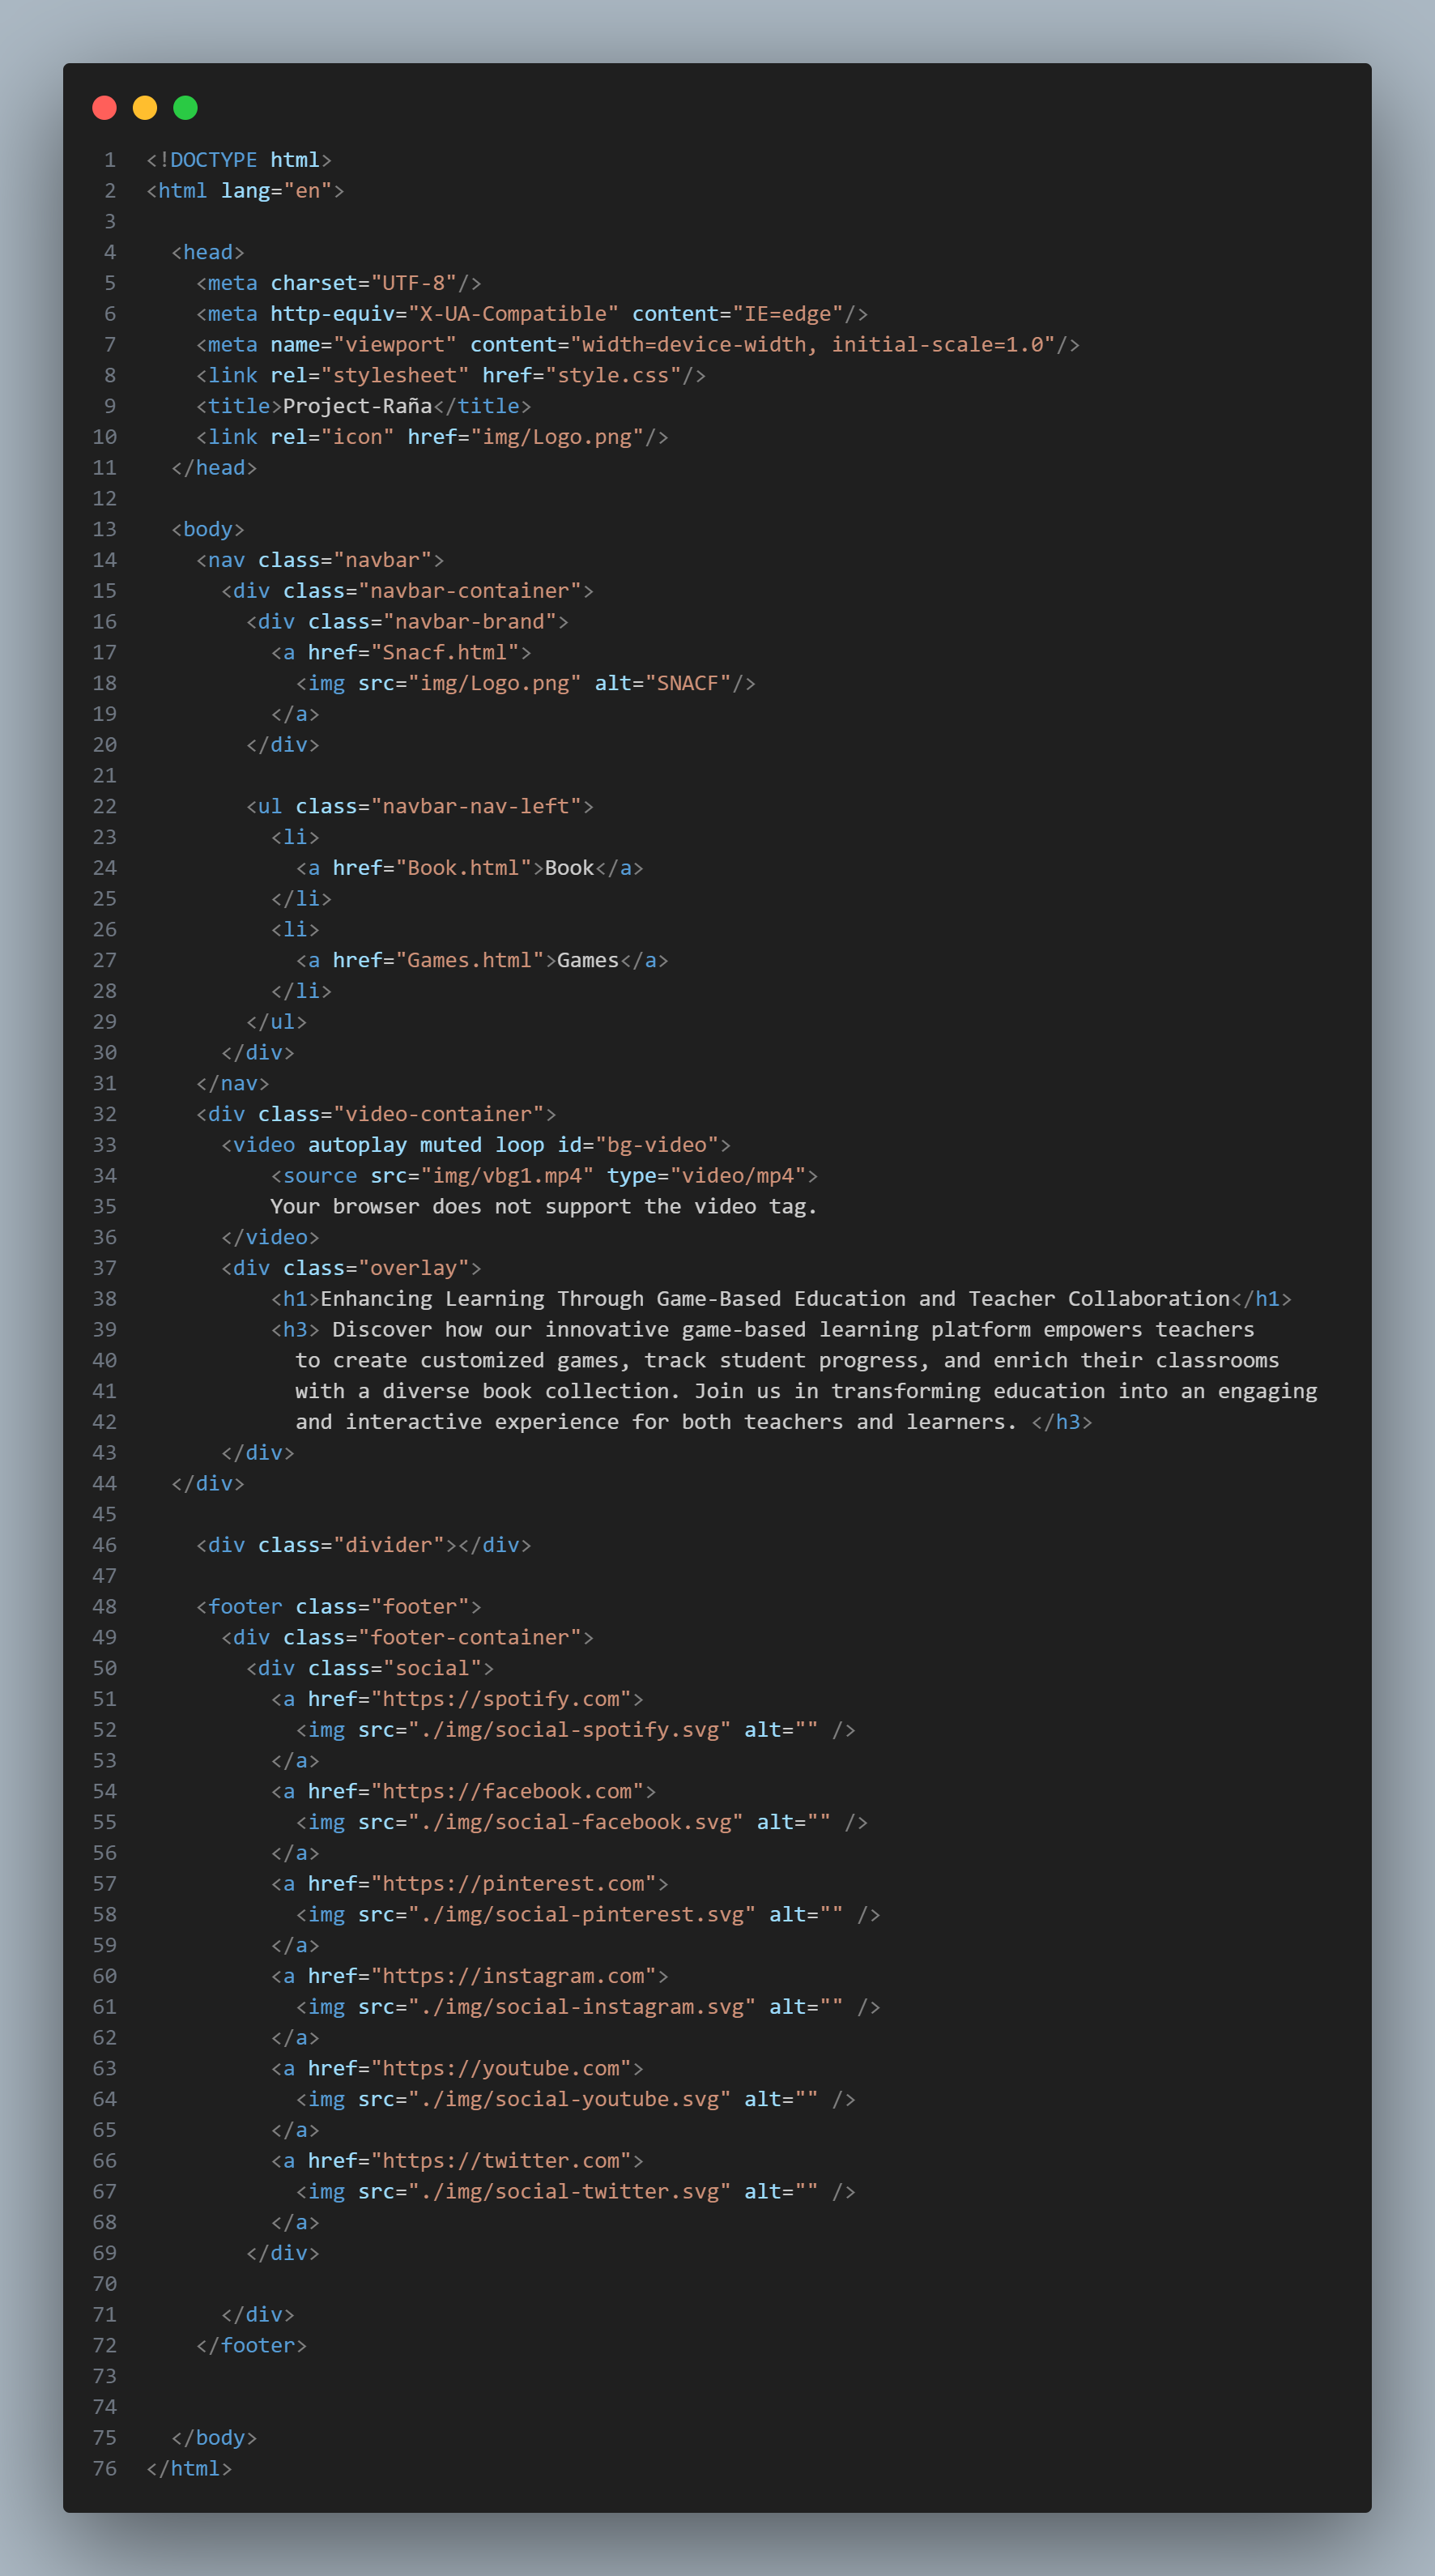 1 <!DOCTYPE html>
2 <html lang="en">
3
4   <head>
5     <meta charset="UTF-8"/>
6     <meta http-equiv="X-UA-Compatible" content="IE=edge"/>
7     <meta name="viewport" content="width=device-width, initial-scale=1.0"/>
8     <link rel="stylesheet" href="style.css"/>
9     <title>Project-Raña</title>
10     <link rel="icon" href="img/Logo.png"/>
11   </head>
12
13   <body>
14     <nav class="navbar">
15       <div class="navbar-container">
16         <div class="navbar-brand">
17           <a href="Snacf.html">
18             <img src="img/Logo.png" alt="SNACF"/>
19           </a>
20         </div>
21
22         <ul class="navbar-nav-left">
23           <li>
24             <a href="Book.html">Book</a>
25           </li>
26           <li>
27             <a href="Games.html">Games</a>
28           </li>
29         </ul>
30       </div>
31     </nav>
32     <div class="video-container">
33       <video autoplay muted loop id="bg-video">
34           <source src="img/vbg1.mp4" type="video/mp4">
35           Your browser does not support the video tag.
36       </video>
37       <div class="overlay">
38           <h1>Enhancing Learning Through Game-Based Education and Teacher Collaboration</h1>
39           <h3> Discover how our innovative game-based learning platform empowers teachers
40             to create customized games, track student progress, and enrich their classrooms
41             with a diverse book collection. Join us in transforming education into an engaging
42             and interactive experience for both teachers and learners. </h3>
43       </div>
44   </div>
45
46     <div class="divider"></div>
47
48     <footer class="footer">
49       <div class="footer-container">
50         <div class="social">
51           <a href="https://spotify.com">
52             <img src="./img/social-spotify.svg" alt="" />
53           </a>
54           <a href="https://facebook.com">
55             <img src="./img/social-facebook.svg" alt="" />
56           </a>
57           <a href="https://pinterest.com">
58             <img src="./img/social-pinterest.svg" alt="" />
59           </a>
60           <a href="https://instagram.com">
61             <img src="./img/social-instagram.svg" alt="" />
62           </a>
63           <a href="https://youtube.com">
64             <img src="./img/social-youtube.svg" alt="" />
65           </a>
66           <a href="https://twitter.com">
67             <img src="./img/social-twitter.svg" alt="" />
68           </a>
69         </div>
70
71       </div>
72     </footer>
73
74
75   </body>
76 </html>